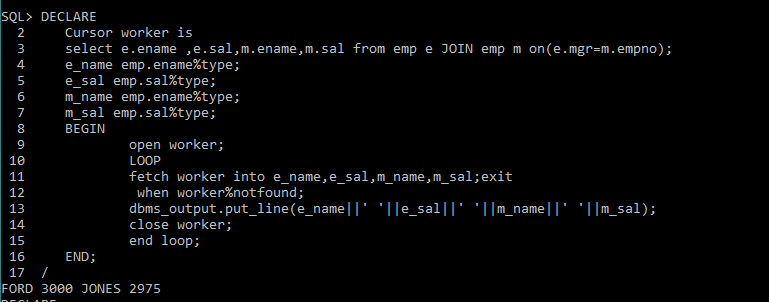 SQL> DECLARE
  2     Cursor worker is
  3     select e.ename ,e.sal,m.ename,m.sal from emp e JOIN emp m on(e.mgr=m.empno);
  4     e_name emp.ename%type;
  5     e_sal emp.sal%type;
  6     m_name emp.ename%type;
  7     m_sal emp.sal%type;
  8     BEGIN
  9             open worker;
 10             LOOP
 11             fetch worker into e_name,e_sal,m_name,m_sal;exit
 12              when worker%notfound;
 13             dbms_output.put_line(e_name||' '||e_sal||' '||m_name||' '||m_sal);
 14             close worker;
 15             end loop;
 16     END;
 17  /
FORD 3000 JONES 2975
DECLARE